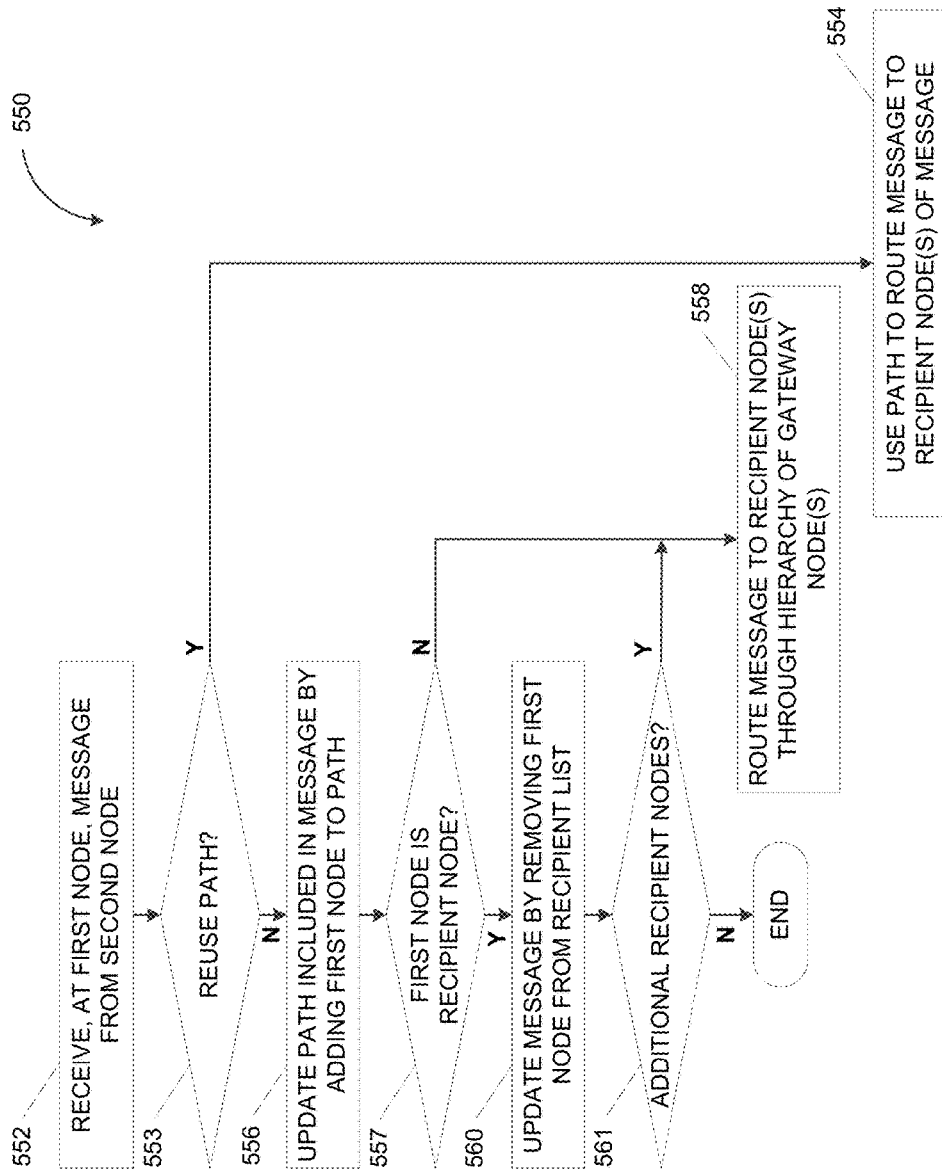 550
552
RECEIVE, AT FIRST NODE, MESSAGE
FROM SECOND NODE
553
REUSE PATH?
Y
N
556
UPDATE PATH INCLUDED IN MESSAGE BY
ADDING FIRST NODE TO PATH
557
FIRST NODE IS
RECIPIENT NODE?
N
Y
560
UPDATE MESSAGE BY REMOVING FIRST
NODE FROM RECIPIENT LIST
561
ADDITIONAL RECIPIENT NODES?
Y
N
END
558
ROUTE MESSAGE TO RECIPIENT NODE(S)
THROUGH HIERARCHY OF GATEWAY
NODE(S)
554
USE PATH TO ROUTE MESSAGE TO
RECIPIENT NODE(S) OF MESSAGE